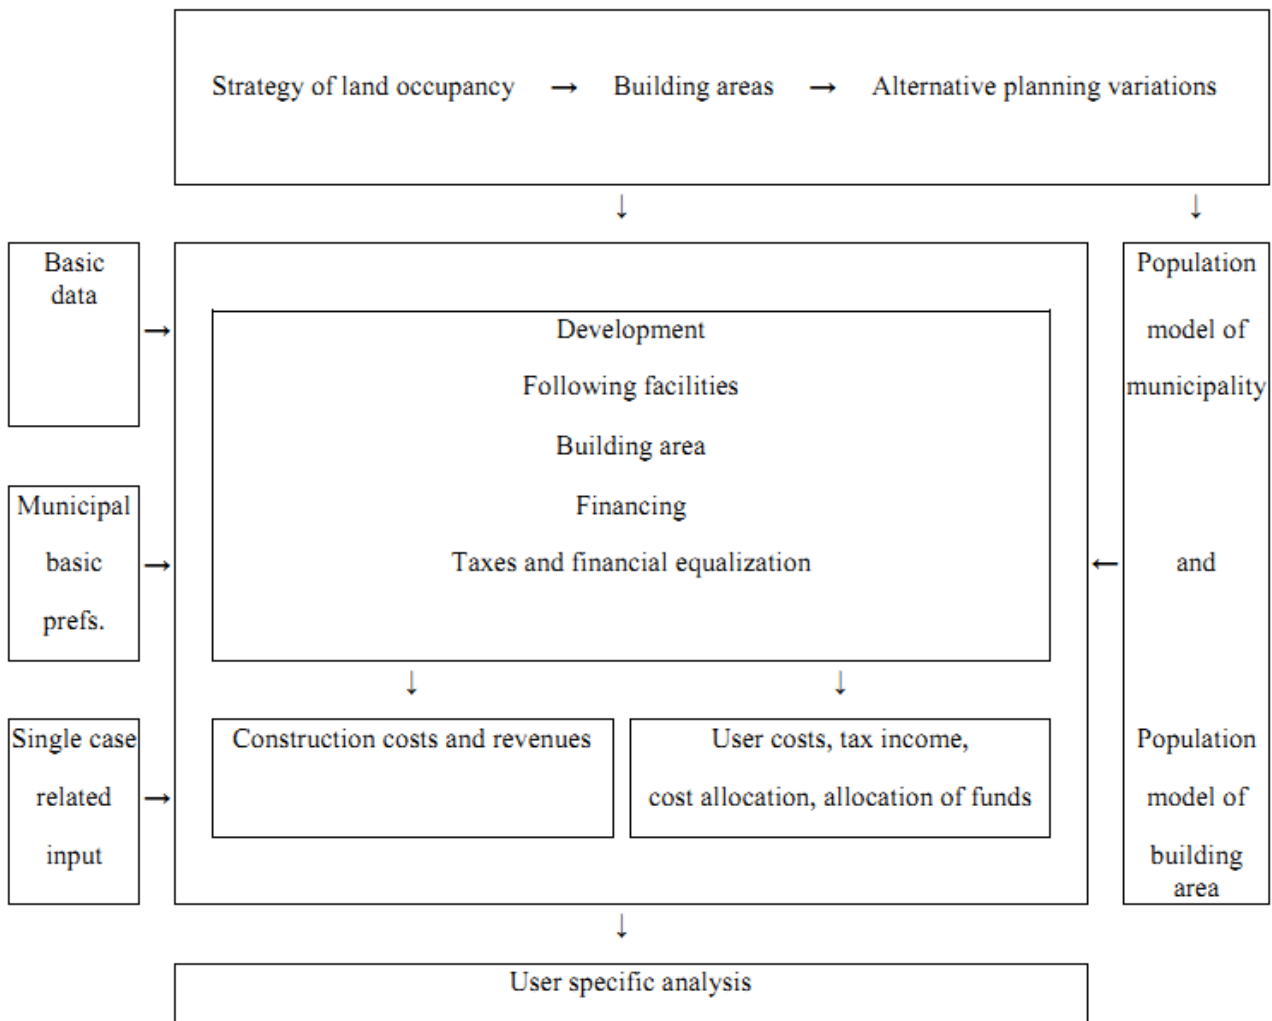 Strategy of land occupancy → Building areas → Alternative planning variations
↓ ↓
Basic
data
→
Municipal
basic
prefs.
→
Single case
related
input
→
Development
Following facilities
Building area
Financing
Taxes and financial equalization
↓ ↓
Construction costs and revenues
User costs, tax income,
cost allocation, allocation of funds
←
Population
model of
municipality
and
Population
model of
building
area
↓
User specific analysis